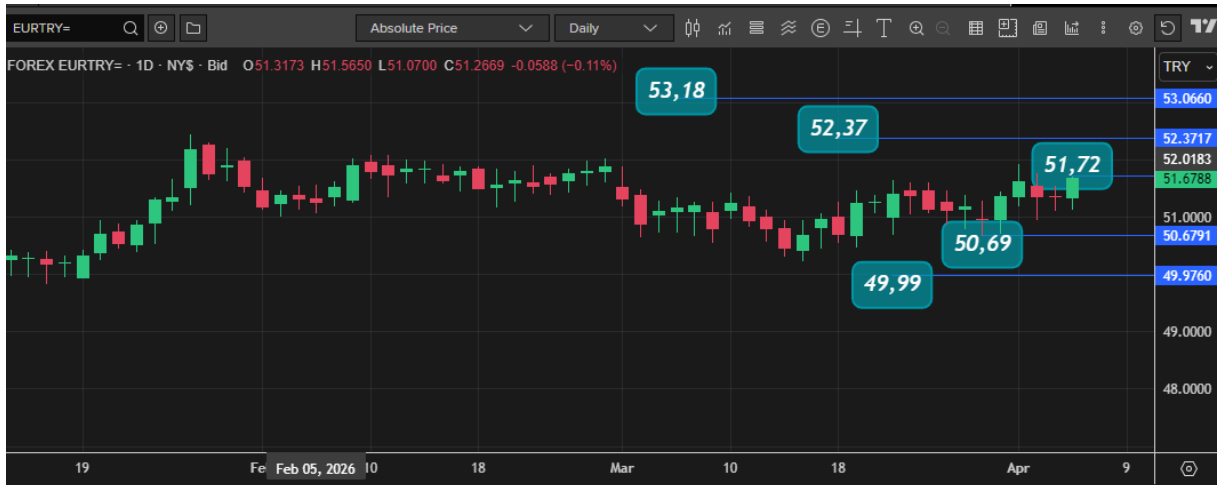 EURTRY=
Absolute Price
Daily
FOREX EURTRY= · 1D · NY$ · Bid O51.3173 H51.5650 L51.0700 C51.2669 -0.0588 (−0.11%)
TRY
53,18
53.0660
52,37
52.3717
52.0183
51,72
51.6788
51.0000
50,69
50.6791
49,99
49.9760
49.0000
48.0000
19
Fe
Feb 05, 2026
10
18
Mar
10
18
Apr
9